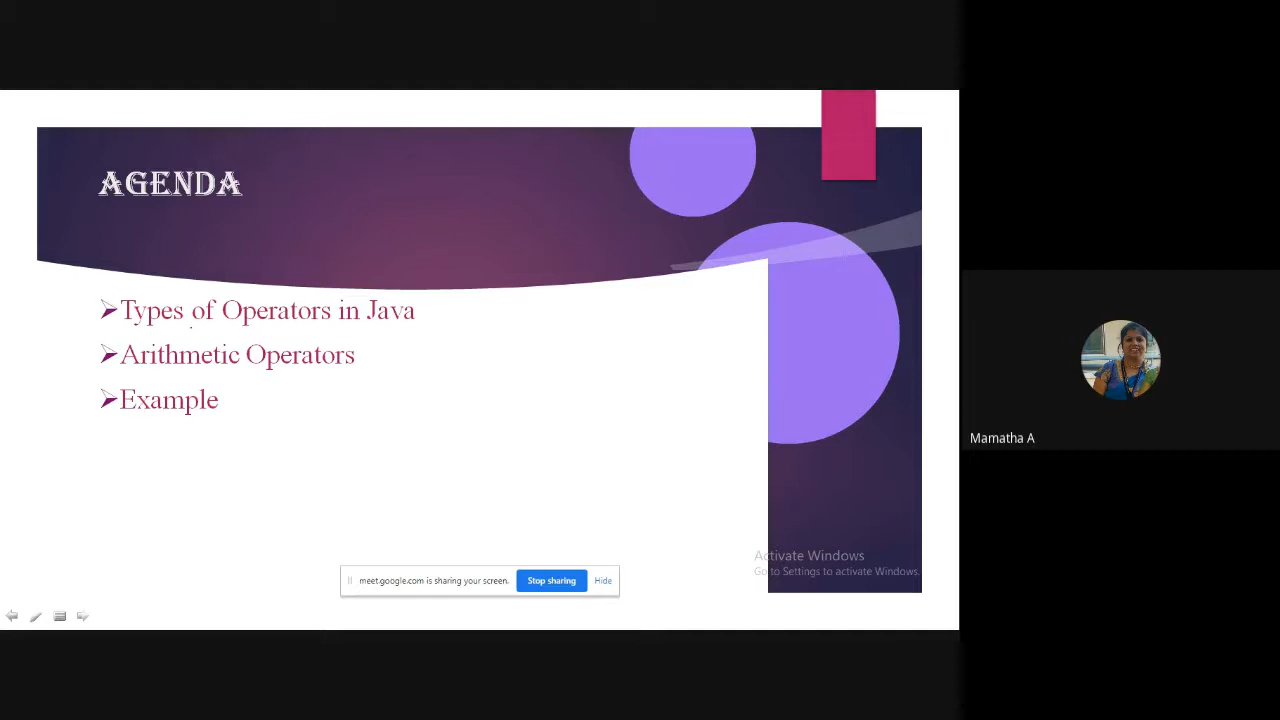 AGENDA
Types of Operators in Java
Arithmetic Operators
Example
Mamatha A
Activate Windows
Go to Settings to activate Windows.
meet.google.com is sharing your screen. Stop sharing Hide